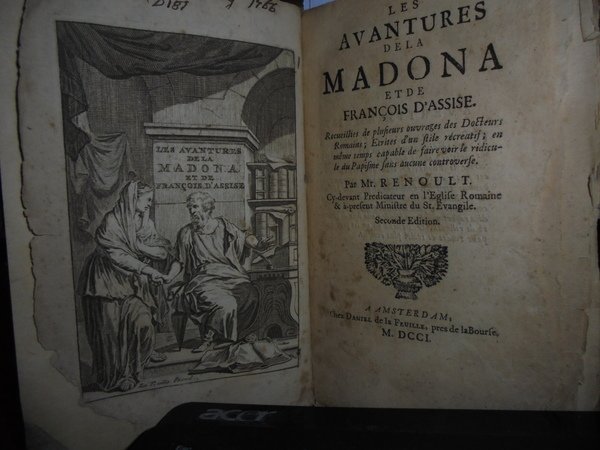 LES AVANTURES
DE LA
MADONA
ET DE
FRANÇOIS D'ASSISE
LES
AVANTURES
DE LA
MADONA
ET DE
FRANÇOIS D'ASSISE.
Recueillies de plusieurs ouvrages des Docteurs
Romains; Ecrites d'un stile récreatif; en
même temps capable de faire voir le ridicu-
le du Papisme sans aucune controverse.
Par Mr. RENOULT,
Cy-devant Predicateur en l'Eglise Romaine
& à-present Ministre du St. Evangile.
Seconde Edition.
A AMSTERDAM,
Chez DANIEL de la FEUILLE, pres de la Bourse.
M. DCCI.
acer